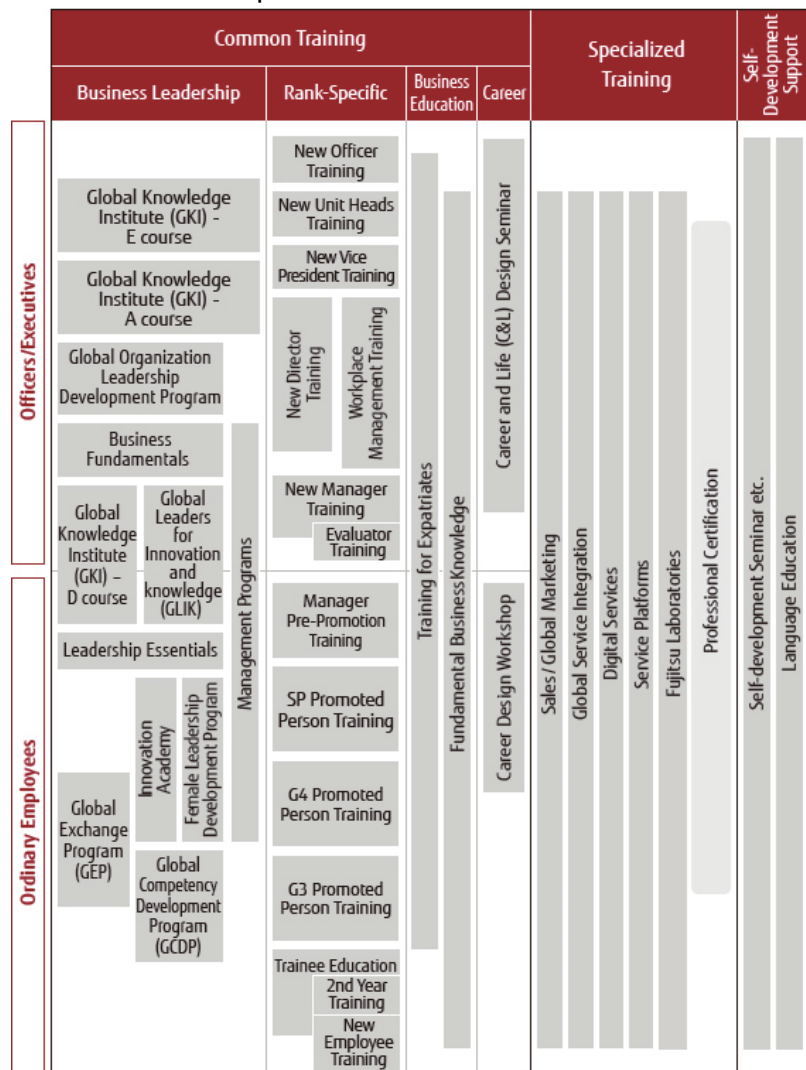 Common Training
Specialized
Training
Self-
Development
Support
Business Leadership
Rank-Specific
Business
Education
Career
Officers/Executives
Ordinary Employees
Global Knowledge
Institute (GKI) -
E course
Global Knowledge
Institute (GKI) -
A course
Global Organization
Leadership
Development Program
Business
Fundamentals
Global
Knowledge
Institute
(GKI) –
D course
Global
Leaders
for
Innovation
and
knowledge
(GLIK)
Management Programs
Leadership Essentials
Innovation
Academy
Female Leadership
Development Program
Global
Exchange
Program
(GEP)
Global
Competency
Development
Program
(GCDP)
New Officer
Training
New Unit Heads
Training
New Vice
President Training
New Director
Training
Workplace
Management Training
New Manager
Training
Evaluator
Training
Manager
Pre-Promotion
Training
SP Promoted
Person Training
G4 Promoted
Person Training
G3 Promoted
Person Training
Trainee Education
2nd Year
Training
New
Employee
Training
Training for Expatriates
Fundamental Business Knowledge
Career and Life (C&L) Design Seminar
Career Design Workshop
Sales/Global Marketing
Global Service Integration
Digital Services
Service Platforms
Fujitsu Laboratories
Professional Certification
Self-development Seminar etc.
Language Education